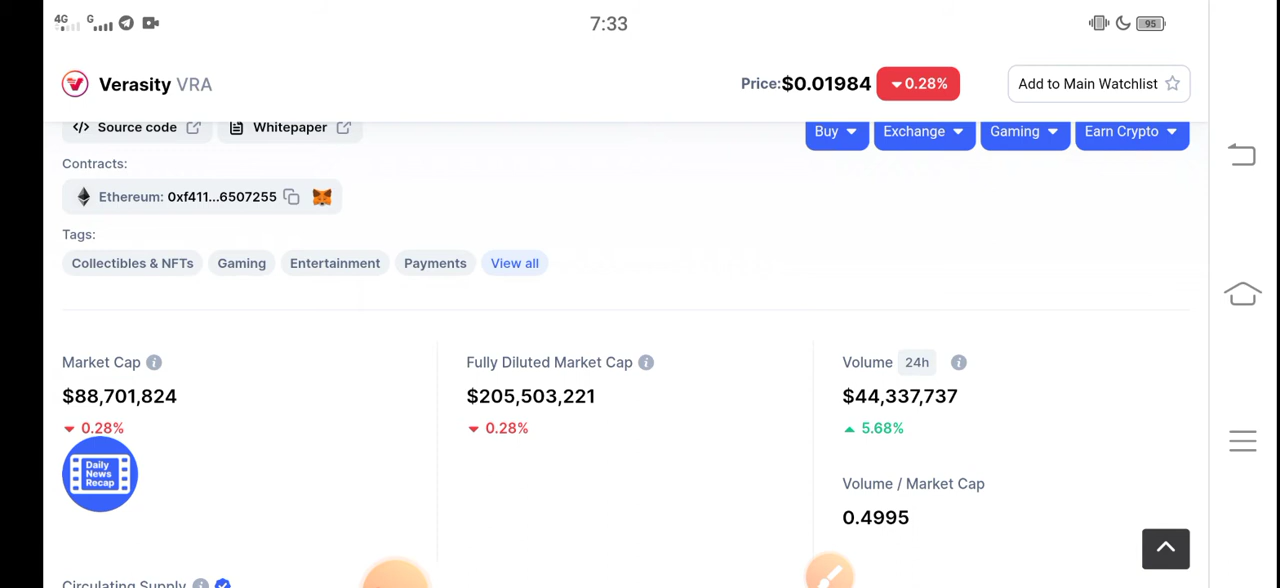 4G G 7:33 95
Verasity VRA Price:$0.01984 0.28% Add to Main Watchlist
Source code Whitepaper Buy Exchange Gaming Earn Crypto
Contracts:
Ethereum: 0xf411...6507255
Tags:
Collectibles & NFTs Gaming Entertainment Payments View all
Market Cap Fully Diluted Market Cap Volume 24h
$88,701,824 $205,503,221 $44,337,737
0.28% 0.28% 5.68%
Daily
News
Recap
Volume / Market Cap
0.4995
Circulating Supply